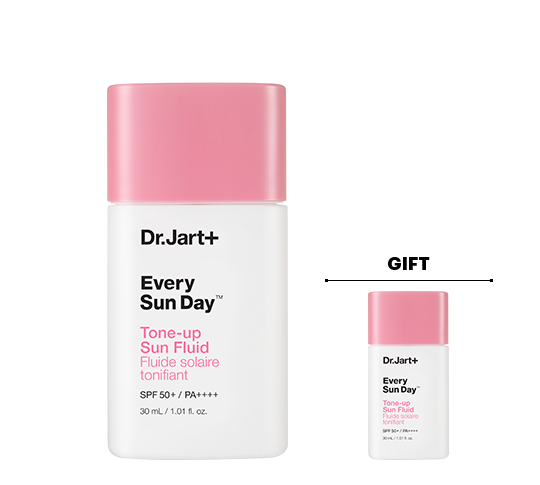 Dr.Jart+
Every
Sun Day™
Tone-up
Sun Fluid
Fluide solaire
tonifiant
SPF 50+ / PA++++
30 mL / 1.01 fl. oz.
GIFT
Dr.Jart+
Every
Sun Day™
Tone-up
Sun Fluid
Fluide solaire
tonifiant
SPF 50+ / PA++++
30 mL / 1.01 fl. oz.